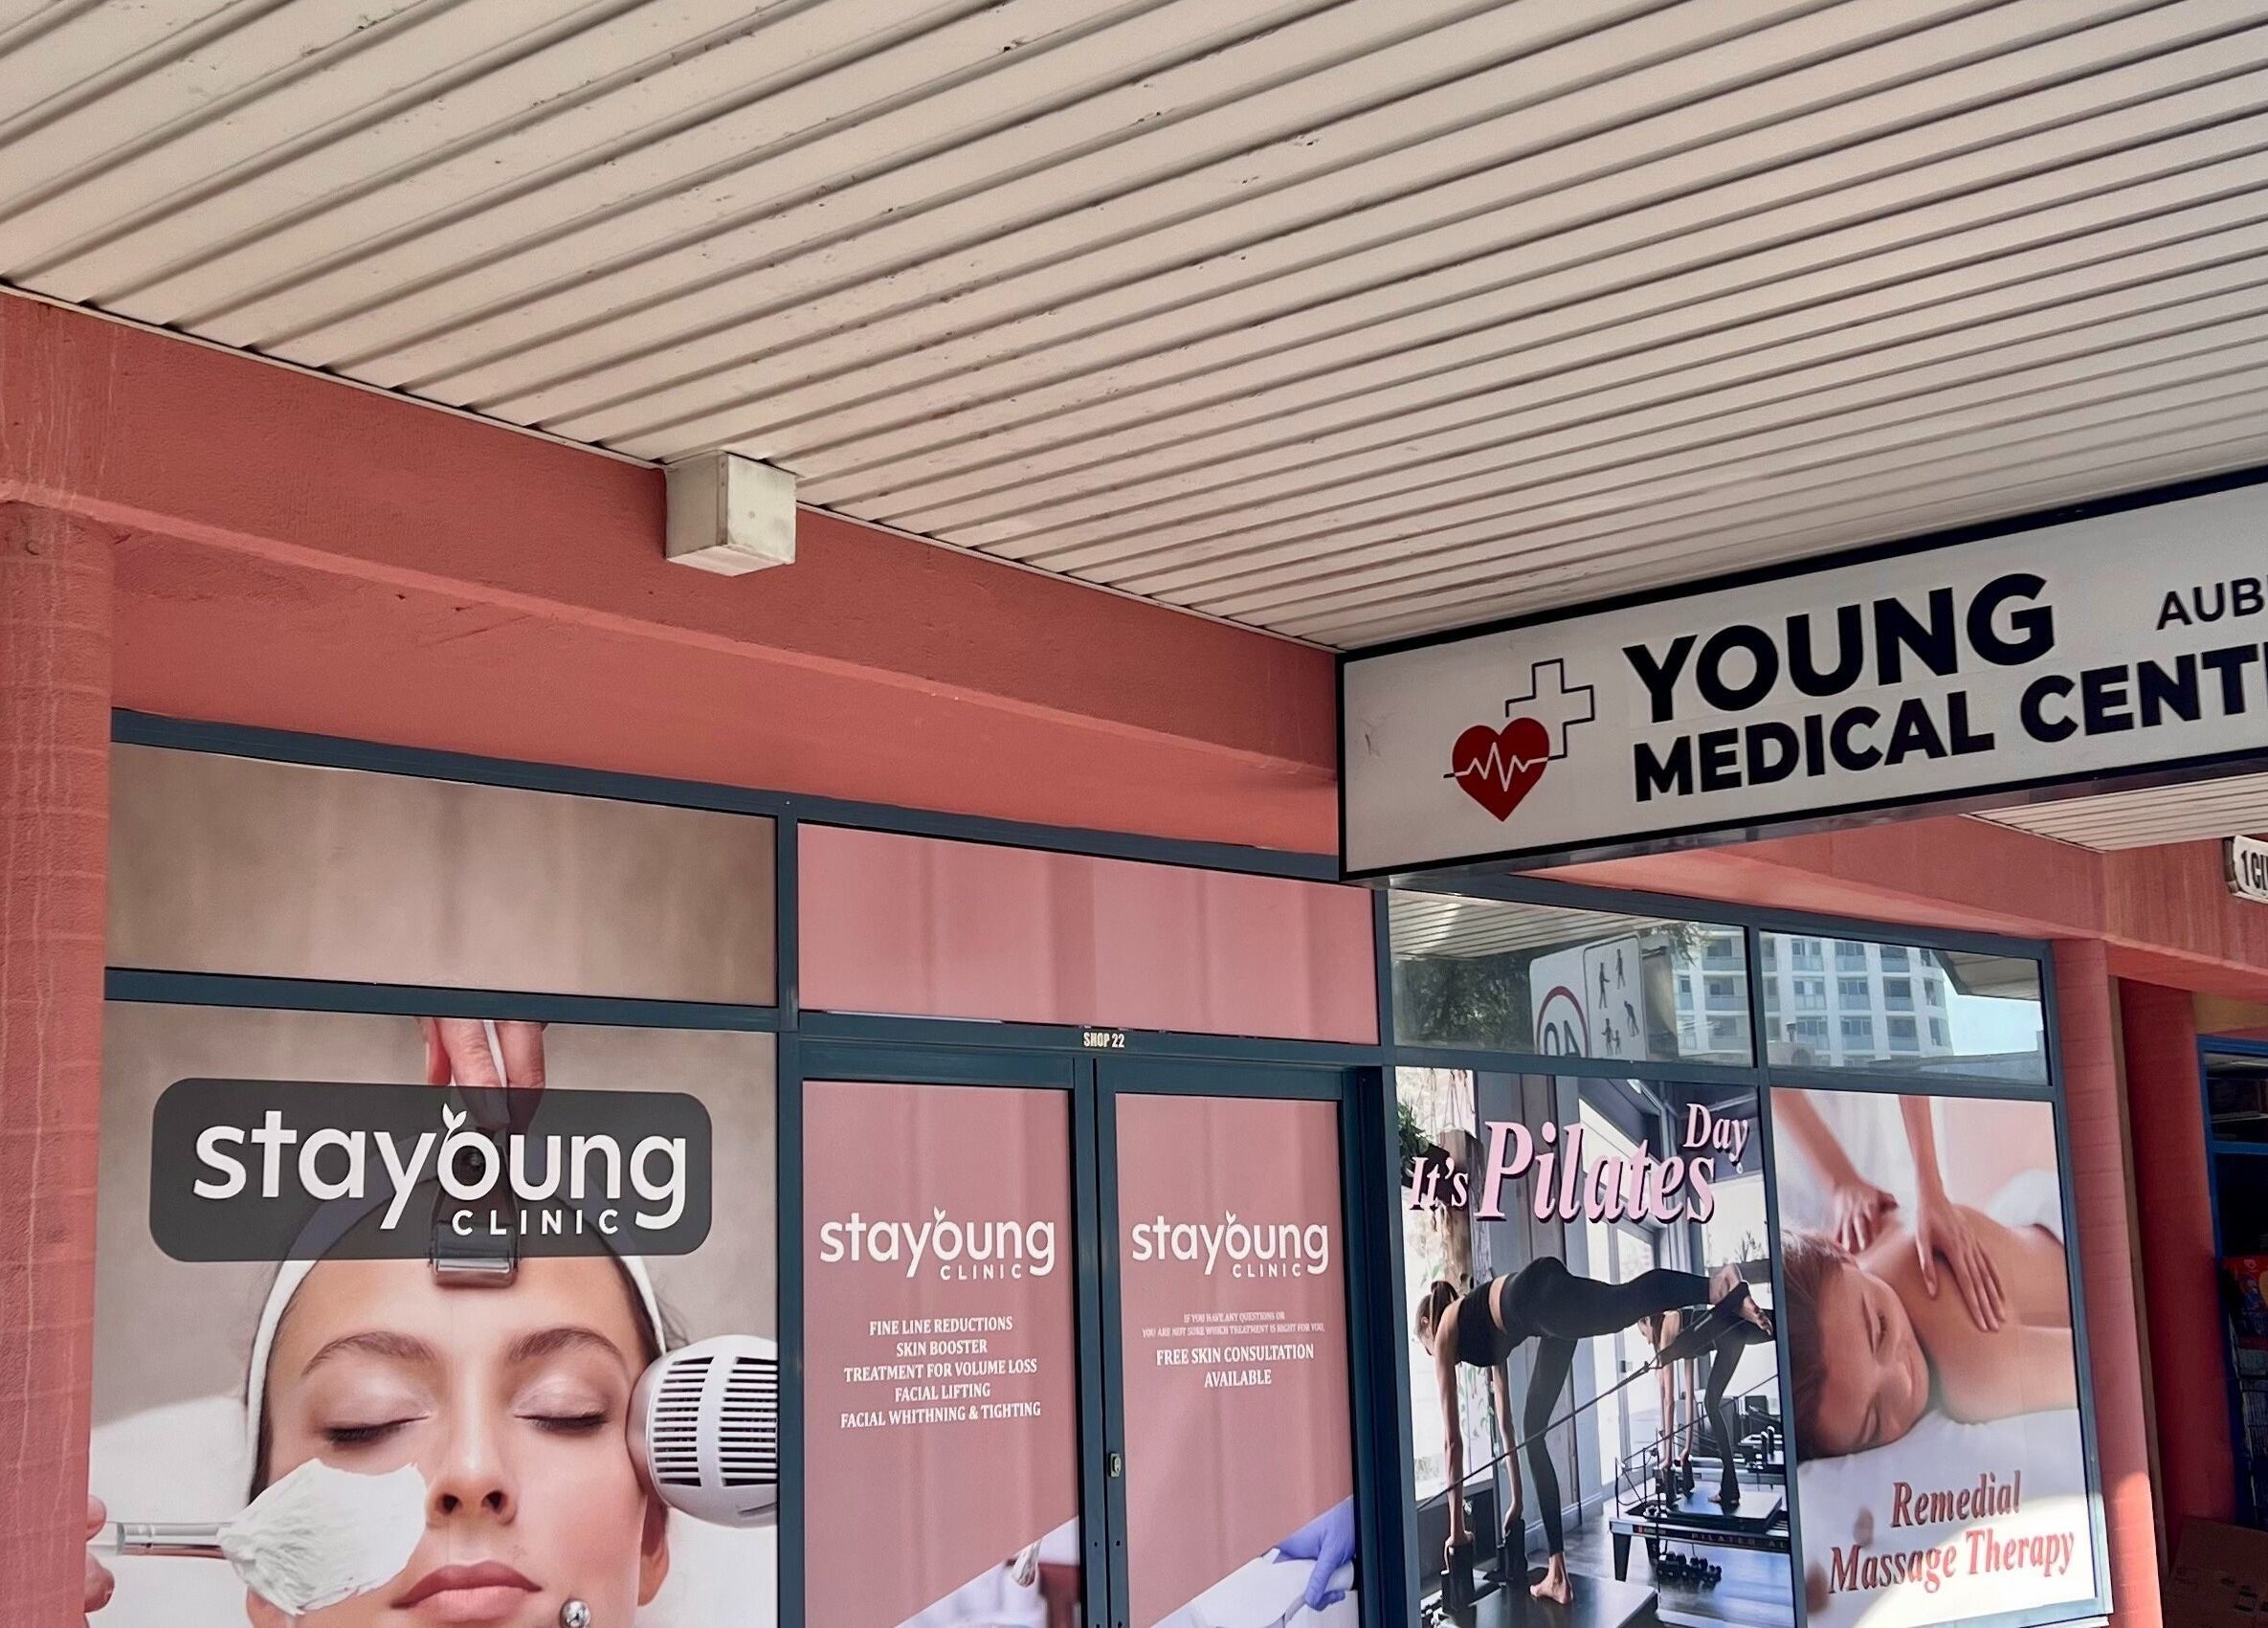 YOUNG
AUB
MEDICAL CENT
SHOP 22
stayoung
CLINIC
stayoung
CLINIC
FINE LINE REDUCTIONS
SKIN BOOSTER
TREATMENT FOR VOLUME LOSS
FACIAL LIFTING
FACIAL WHITHNING & TIGHTING
stayoung
CLINIC
IF YOU HAVE ANY QUESTIONS OR
YOU ARE NOT SURE WHICH TREATMENT IS RIGHT FOR YOU,
FREE SKIN CONSULTATION
AVAILABLE
It's Pilates Day
Remedial
Massage Therapy